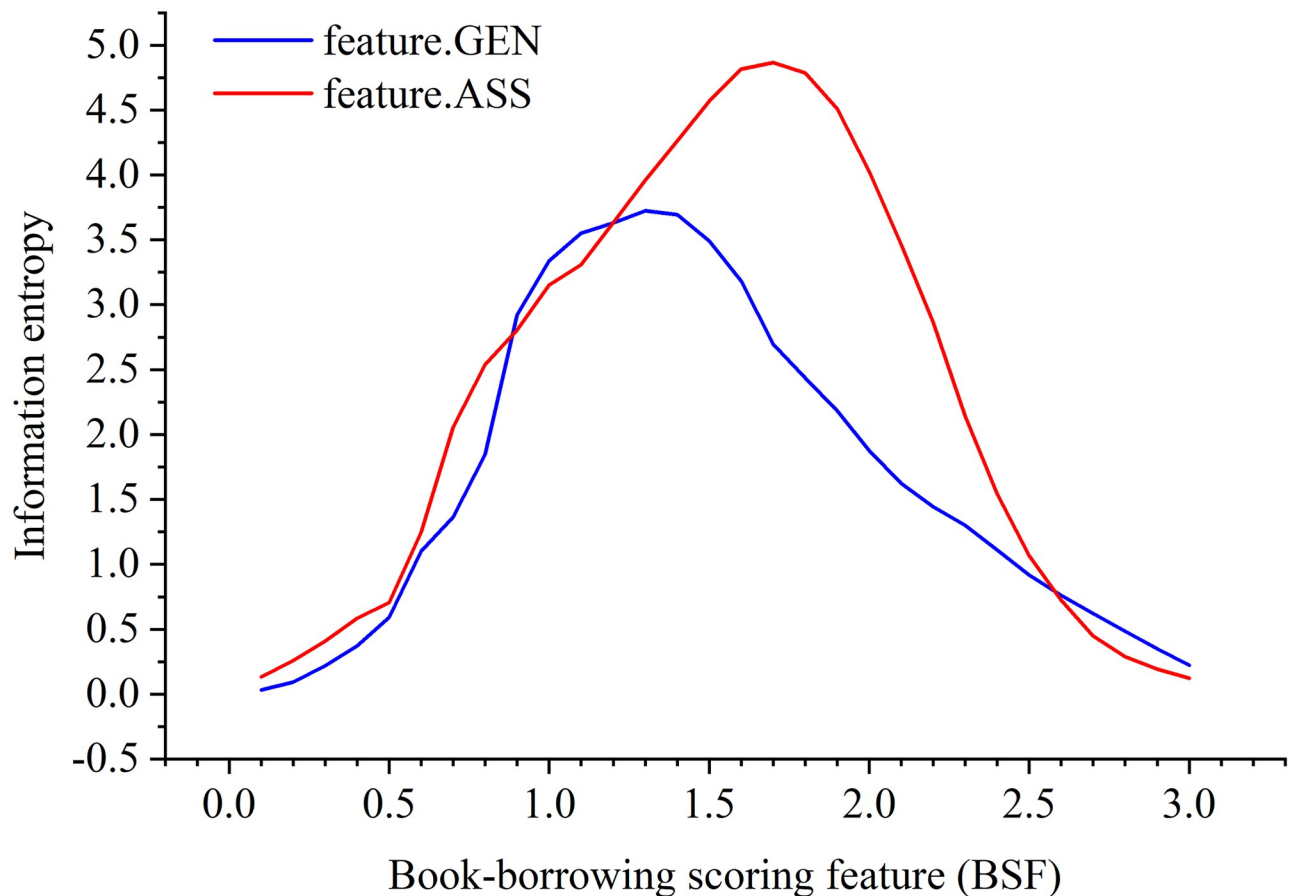 feature.GEN
feature.ASS
5.0
4.5
4.0
3.5
3.0
2.5
2.0
1.5
1.0
0.5
0.0
-0.5
Information entropy
0.0 0.5 1.0 1.5 2.0 2.5 3.0
Book-borrowing scoring feature (BSF)